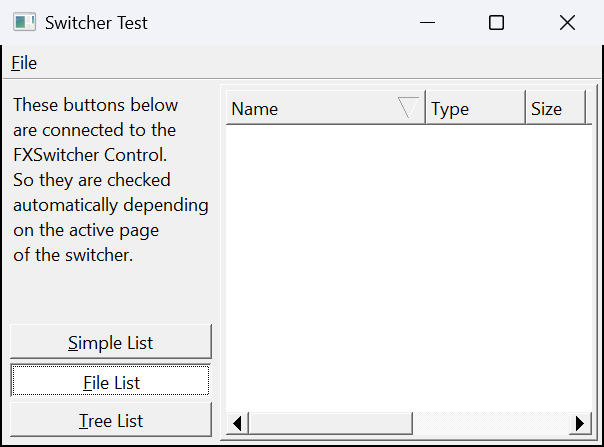 Switcher Test
File
These buttons below
are connected to the
FXSwitcher Control.
So they are checked
automatically depending
on the active page
of the switcher.
Simple List
File List
Tree List
Name Type Size